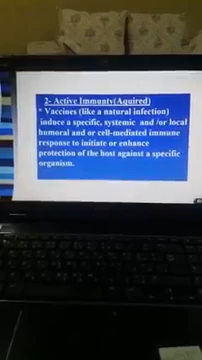 2- Active Immunty(Aquired)
• Vaccines (like a natural infection)
induce a specific, systemic and /or local
humoral and or cell-mediated immune
response to initiate or enhance
protection of the host against a specific
organism.